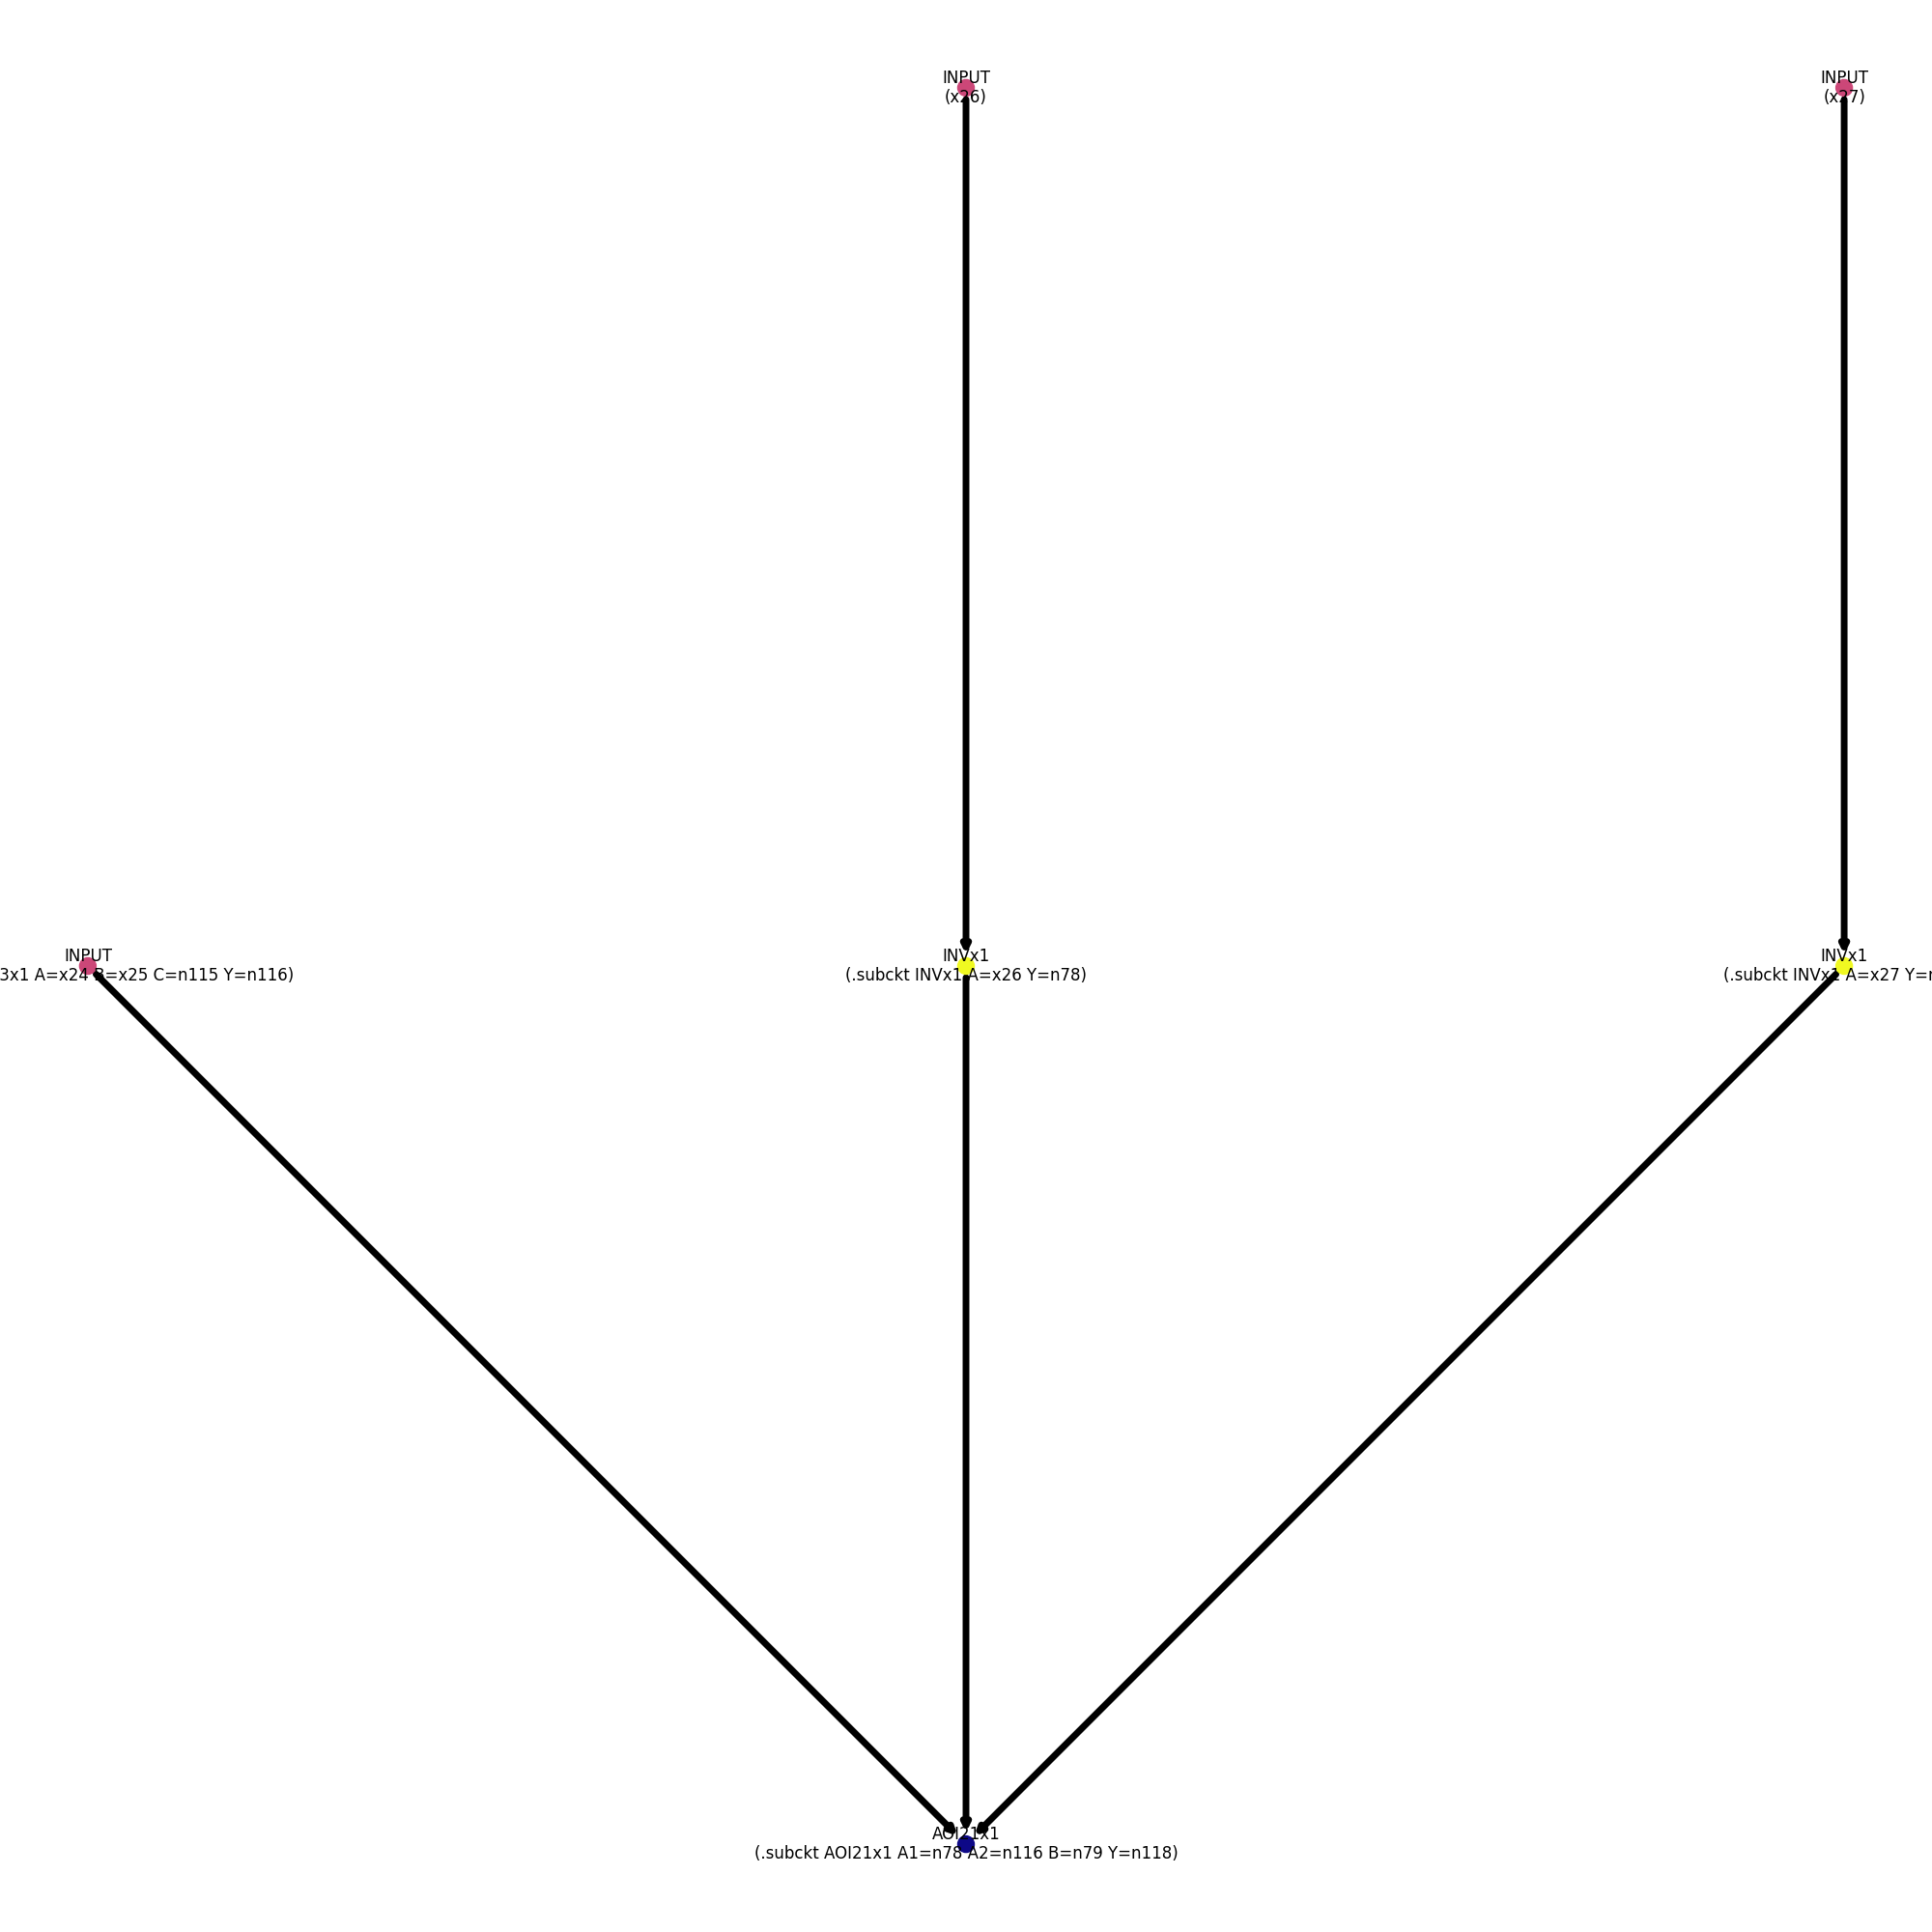 INPUT
(x26)
INPUT
(x27)
INPUT
3x1 A=x24 B=x25 C=n115 Y=n116)
INVx1
(.subckt INVx1 A=x26 Y=n78)
INVx1
(.subckt INVx1 A=x27 Y=
AOI21x1
(.subckt AOI21x1 A1=n78 A2=n116 B=n79 Y=n118)